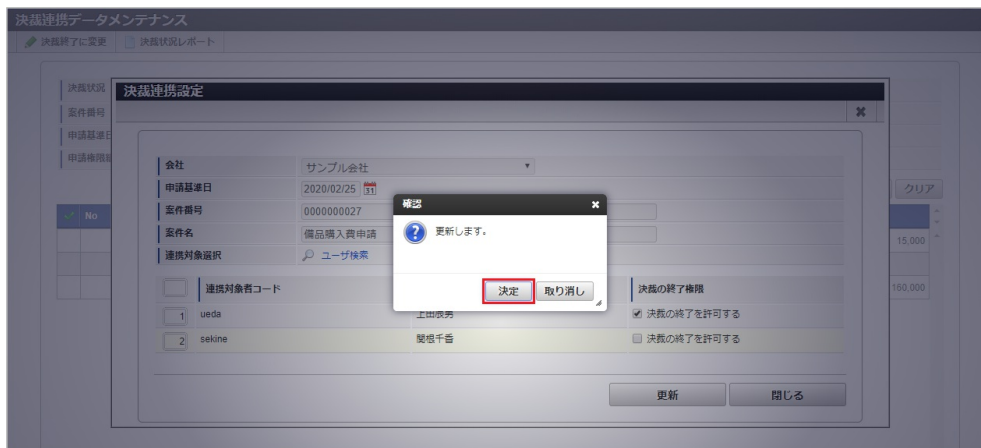 決裁連携データメンテナンス
決裁終了に変更 決裁状況レポート
決裁状況
案件番号
申請基準日
申請権限
クリア
No
15,000
160,000
決裁連携設定
会社 サンプル会社
申請基準日 2020/02/25 31
案件番号 0000000027
案件名 備品購入費申請
連携対象選択 ユーザ検索
確認
更新します。
決定 取り消し
連携対象者コード 決裁の終了権限
1 ueda 上田辰男 決裁の終了を許可する
2 sekine 関根千香 決裁の終了を許可する
更新 閉じる